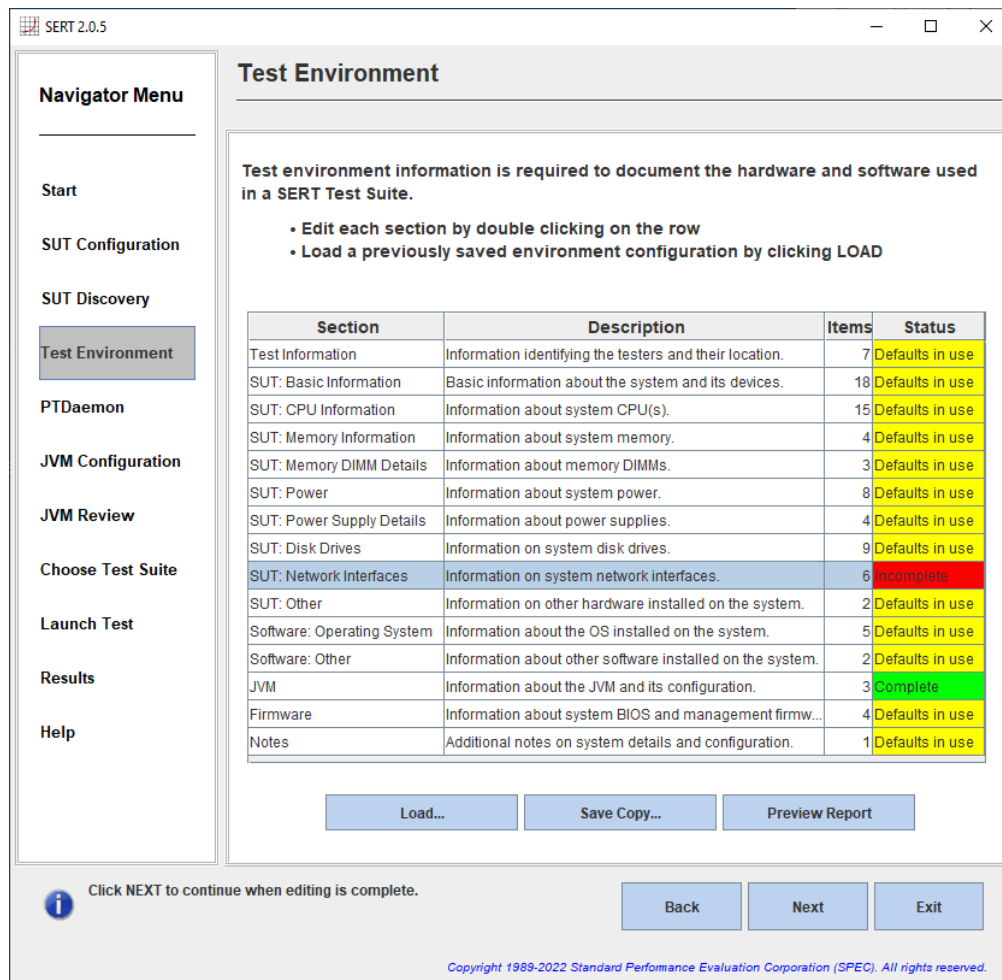 SERT 2.0.5
Navigator Menu
Start
SUT Configuration
SUT Discovery
Test Environment
PTDaemon
JVM Configuration
JVM Review
Choose Test Suite
Launch Test
Results
Help
Test Environment
Test environment information is required to document the hardware and software used
in a SERT Test Suite.
• Edit each section by double clicking on the row
• Load a previously saved environment configuration by clicking LOAD
Section Description Items Status
Test Information Information identifying the testers and their location. 7 Defaults in use
SUT: Basic Information Basic information about the system and its devices. 18 Defaults in use
SUT: CPU Information Information about system CPU(s). 15 Defaults in use
SUT: Memory Information Information about system memory. 4 Defaults in use
SUT: Memory DIMM Details Information about memory DIMMs. 3 Defaults in use
SUT: Power Information about system power. 8 Defaults in use
SUT: Power Supply Details Information about power supplies. 4 Defaults in use
SUT: Disk Drives Information on system disk drives. 9 Defaults in use
SUT: Network Interfaces Information on system network interfaces. 6 Incomplete
SUT: Other Information on other hardware installed on the system. 2 Defaults in use
Software: Operating System Information about the OS installed on the system. 5 Defaults in use
Software: Other Information about other software installed on the system. 2 Defaults in use
JVM Information about the JVM and its configuration. 3 Complete
Firmware Information about system BIOS and management firmw... 4 Defaults in use
Notes Additional notes on system details and configuration. 1 Defaults in use
Load... Save Copy... Preview Report
Click NEXT to continue when editing is complete.
Back Next Exit
Copyright 1989-2022 Standard Performance Evaluation Corporation (SPEC). All rights reserved.